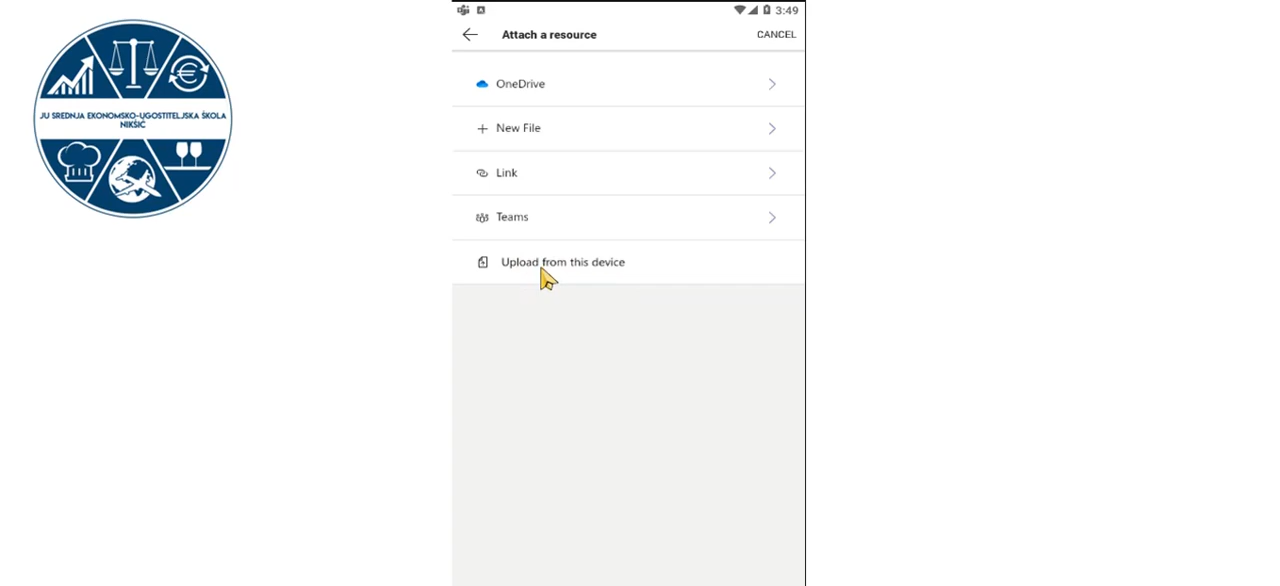 JU SREDNJA EKONOMSKO-UGOSTITELJSKA ŠKOLA
NIKŠIĆ
3:49
Attach a resource
CANCEL
OneDrive
New File
Link
Teams
Upload from this device